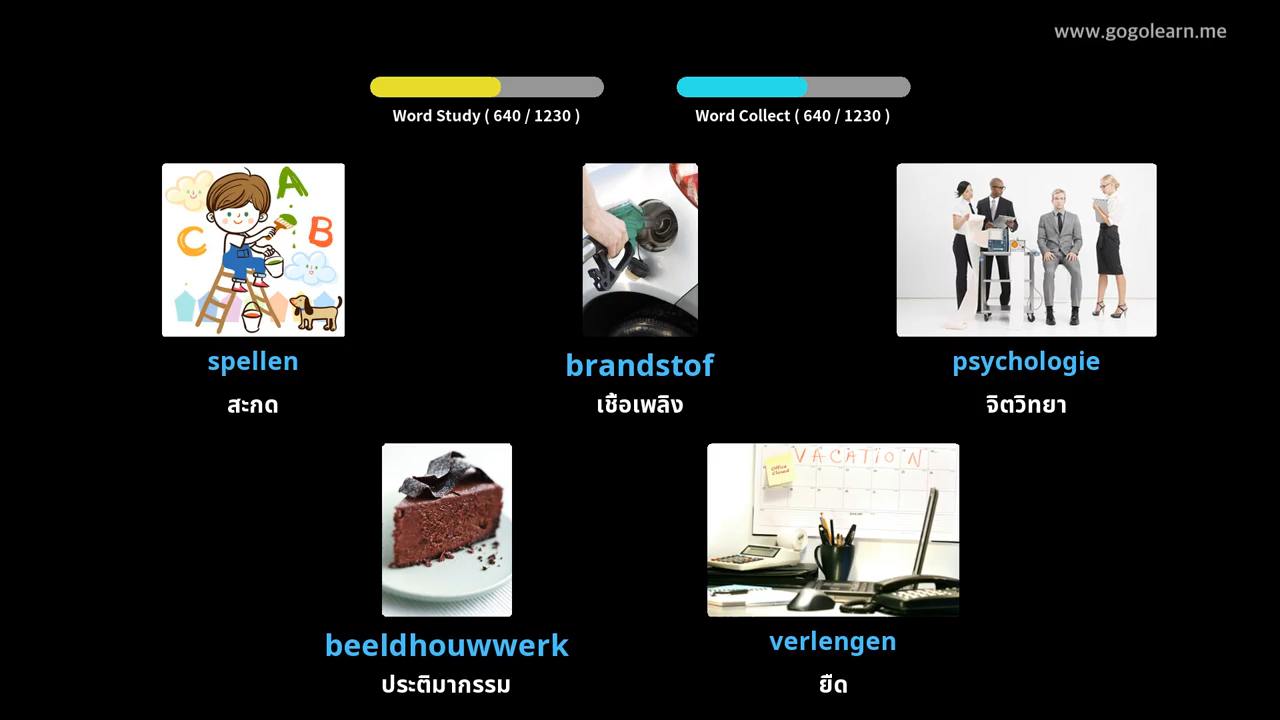 www.gogolearn.me
Word Study ( 640 / 1230 )
Word Collect ( 640 / 1230 )
A
B
C
spellen
สะกด
brandstof
เชื้อเพลิง
psychologie
จิตวิทยา
VACATION
Office
closed
beeldhouwwerk
ประติมากรรม
verlengen
ยืด